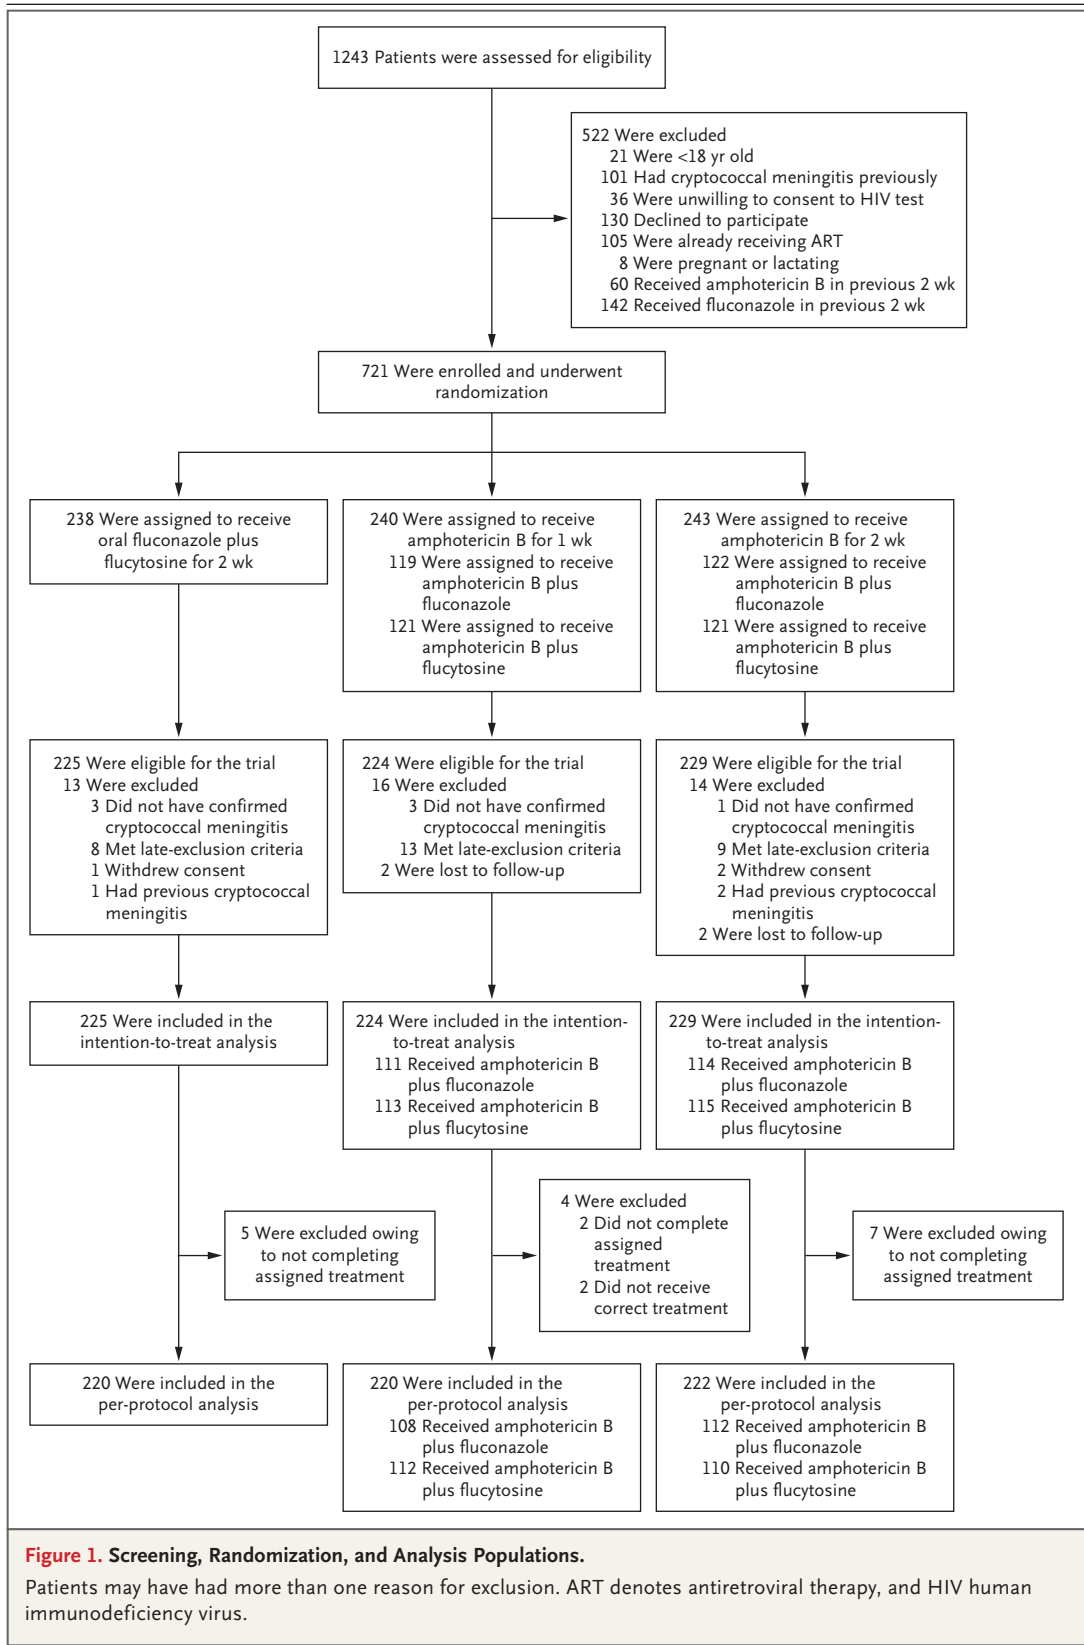 1243 Patients were assessed for eligibility
522 Were excluded
21 Were <18 yr old
101 Had cryptococcal meningitis previously
36 Were unwilling to consent to HIV test
130 Declined to participate
105 Were already receiving ART
8 Were pregnant or lactating
60 Received amphotericin B in previous 2 wk
142 Received fluconazole in previous 2 wk
721 Were enrolled and underwent
randomization
238 Were assigned to receive
oral fluconazole plus
flucytosine for 2 wk
240 Were assigned to receive
amphotericin B for 1 wk
119 Were assigned to receive
amphotericin B plus
fluconazole
121 Were assigned to receive
amphotericin B plus
flucytosine
243 Were assigned to receive
amphotericin B for 2 wk
122 Were assigned to receive
amphotericin B plus
fluconazole
121 Were assigned to receive
amphotericin B plus
flucytosine
225 Were eligible for the trial
13 Were excluded
3 Did not have confirmed
cryptococcal meningitis
8 Met late-exclusion criteria
1 Withdrew consent
1 Had previous cryptococcal
meningitis
224 Were eligible for the trial
16 Were excluded
3 Did not have confirmed
cryptococcal meningitis
13 Met late-exclusion criteria
2 Were lost to follow-up
229 Were eligible for the trial
14 Were excluded
1 Did not have confirmed
cryptococcal meningitis
9 Met late-exclusion criteria
2 Withdrew consent
2 Had previous cryptococcal
meningitis
2 Were lost to follow-up
225 Were included in the
intention-to-treat analysis
224 Were included in the intention-
to-treat analysis
111 Received amphotericin B
plus fluconazole
113 Received amphotericin B
plus flucytosine
229 Were included in the intention-
to-treat analysis
114 Received amphotericin B
plus fluconazole
115 Received amphotericin B
plus flucytosine
5 Were excluded owing
to not completing
assigned treatment
4 Were excluded
2 Did not complete
assigned
treatment
2 Did not receive
correct treatment
7 Were excluded owing
to not completing
assigned treatment
220 Were included in the
per-protocol analysis
220 Were included in the
per-protocol analysis
108 Received amphotericin B
plus fluconazole
112 Received amphotericin B
plus flucytosine
222 Were included in the
per-protocol analysis
112 Received amphotericin B
plus fluconazole
110 Received amphotericin B
plus flucytosine
Figure 1. Screening, Randomization, and Analysis Populations.
Patients may have had more than one reason for exclusion. ART denotes antiretroviral therapy, and HIV human
immunodeficiency virus.